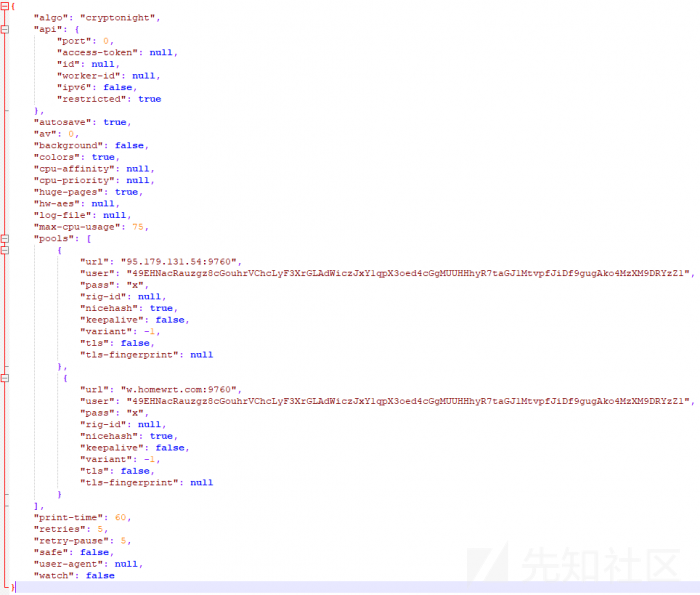 {
"algo": "cryptonight",
"api": {
"port": 0,
"access-token": null,
"id": null,
"worker-id": null,
"ipv6": false,
"restricted": true
},
"autosave": true,
"av": 0,
"background": false,
"colors": true,
"cpu-affinity": null,
"cpu-priority": null,
"huge-pages": true,
"hw-aes": null,
"log-file": null,
"max-cpu-usage": 75,
"pools": [
{
"url": "95.179.131.54:9760",
"user": "49EHNacRauzgz8cGouhrVChcLyF3XrGLAdWiczJxY1qpX3oed4cGgMUUHHhyR7taGJ1MtvpfJiDf9gugAko4MzXM9DRYzZ1",
"pass": "x",
"rig-id": null,
"nicehash": true,
"keepalive": false,
"variant": -1,
"tls": false,
"tls-fingerprint": null
},
{
"url": "w.homewrt.com:9760",
"user": "49EHNacRauzgz8cGouhrVChcLyF3XrGLAdWiczJxY1qpX3oed4cGgMUUHHhyR7taGJ1MtvpfJiDf9gugAko4MzXM9DRYzZ1",
"pass": "x",
"rig-id": null,
"nicehash": true,
"keepalive": false,
"variant": -1,
"tls": false,
"tls-fingerprint": null
}
],
"print-time": 60,
"retries": 5,
"retry-pause": 5,
"safe": false,
"user-agent": null,
"watch": false
}
先知社区